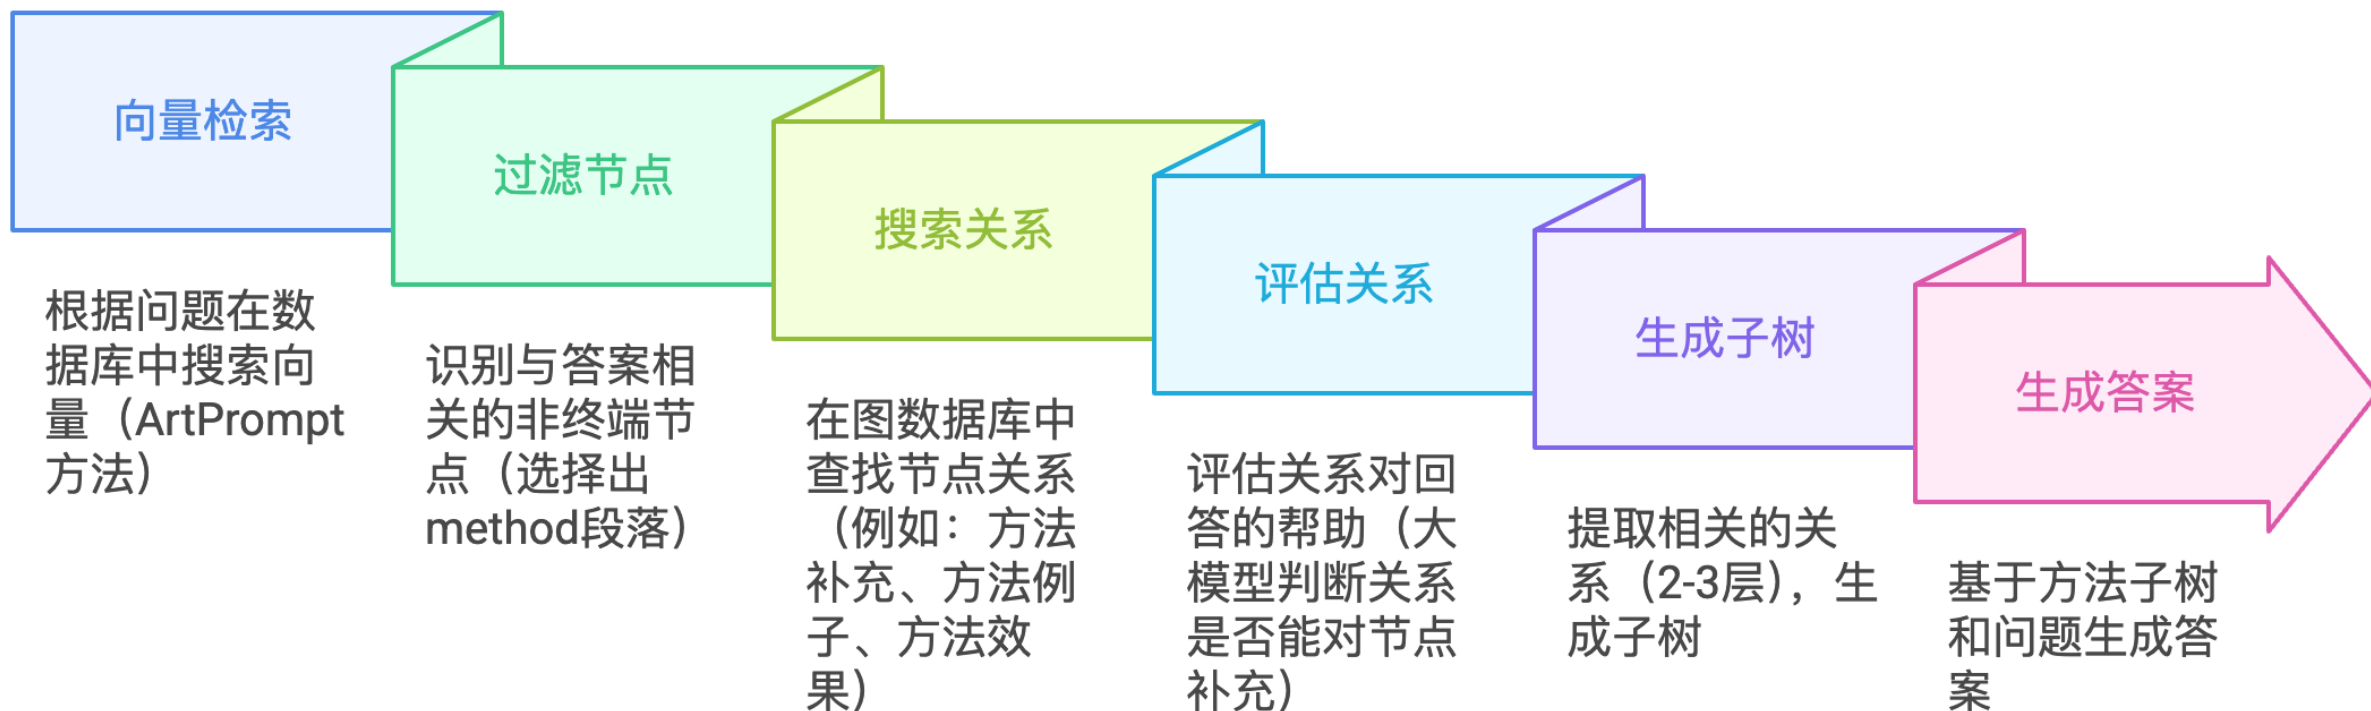 向量检索
根据问题在数
据库中搜索向
量（ArtPrompt
方法）
过滤节点
识别与答案相
关的非终端节
点（选择出
method段落）
搜索关系
在图数据库中
查找节点关系
（例如：方法
补充、方法例
子、方法效
果）
评估关系
评估关系对回
答的帮助（大
模型判断关系
是否能对节点
补充）
生成子树
提取相关的关
系（2-3层），生
成子树
生成答案
基于方法子树
和问题生成答
案